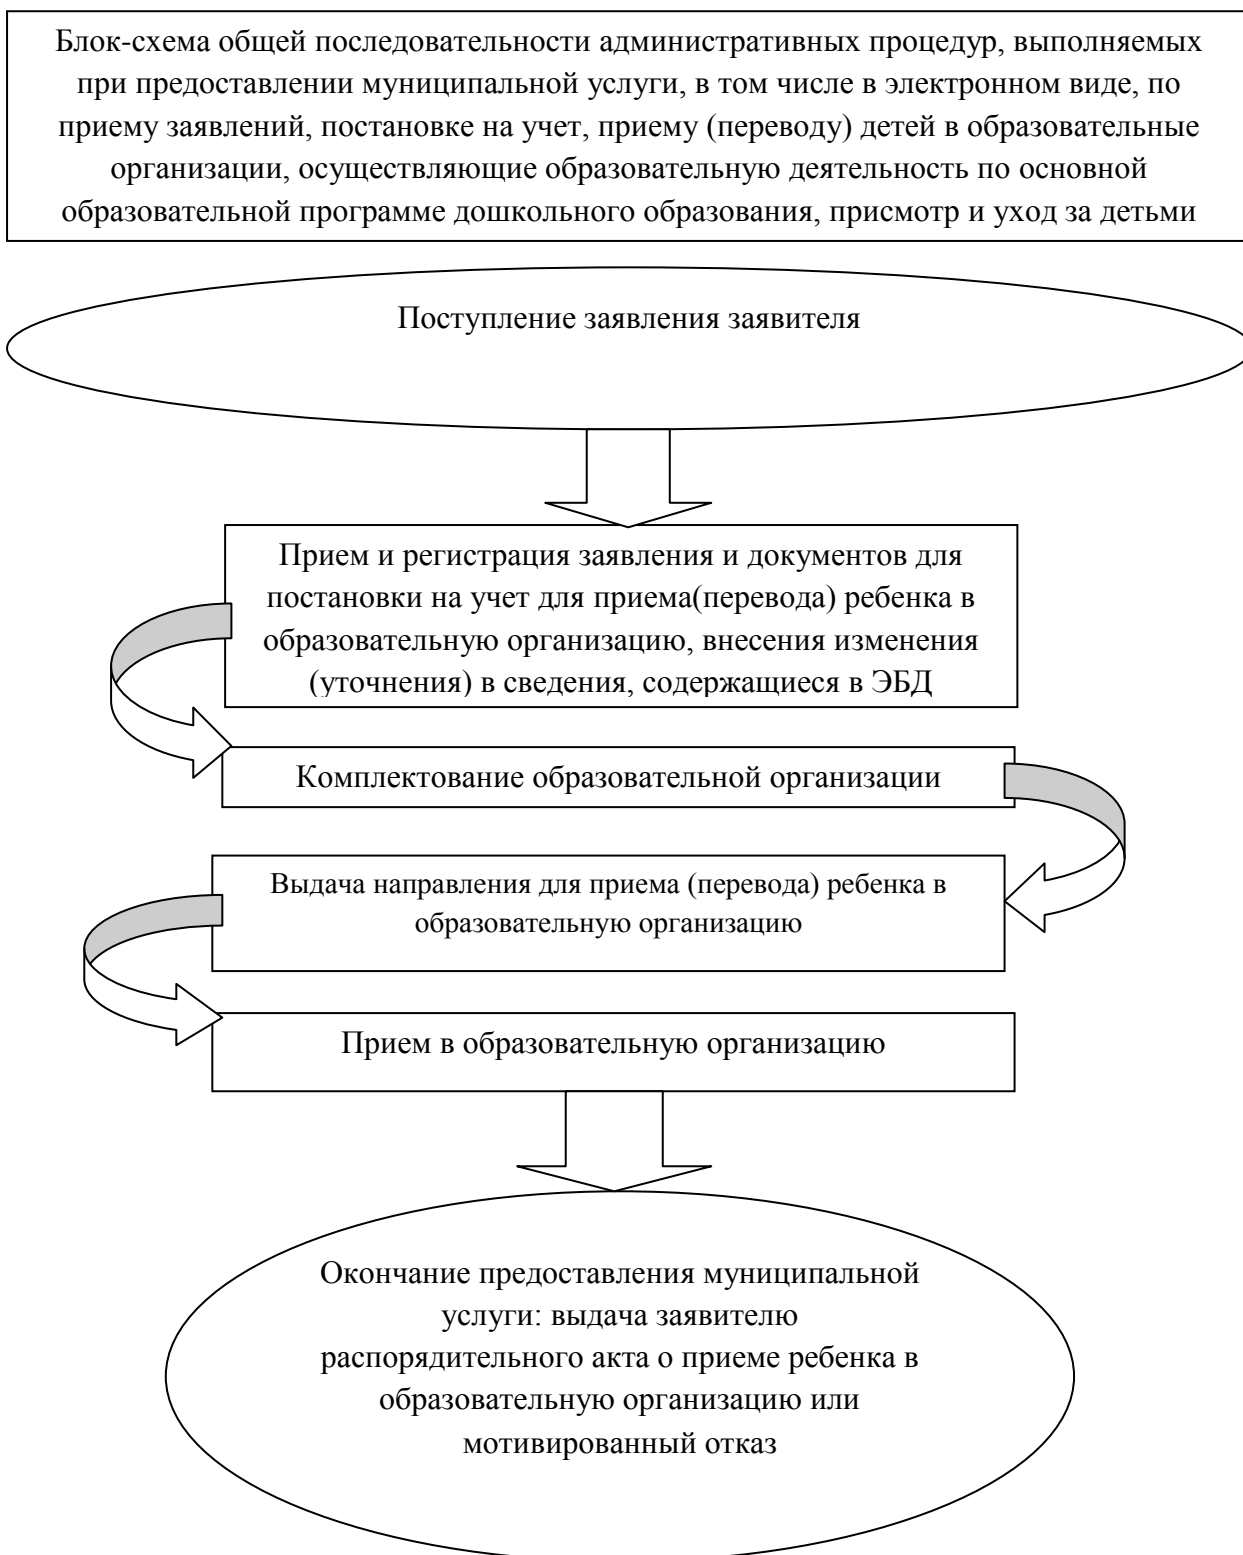 Блок-схема общей последовательности административных процедур, выполняемых
при предоставлении муниципальной услуги, в том числе в электронном виде, по
приему заявлений, постановке на учет, приему (переводу) детей в образовательные
организации, осуществляющие образовательную деятельность по основной
образовательной программе дошкольного образования, присмотр и уход за детьми
Поступление заявления заявителя
Прием и регистрация заявления и документов для
постановки на учет для приема(перевода) ребенка в
образовательную организацию, внесения изменения
(уточнения) в сведения, содержащиеся в ЭБД
Комплектование образовательной организации
Выдача направления для приема (перевода) ребенка в
образовательную организацию
Прием в образовательную организацию
Окончание предоставления муниципальной
услуги: выдача заявителю
распорядительного акта о приеме ребенка в
образовательную организацию или
мотивированный отказ